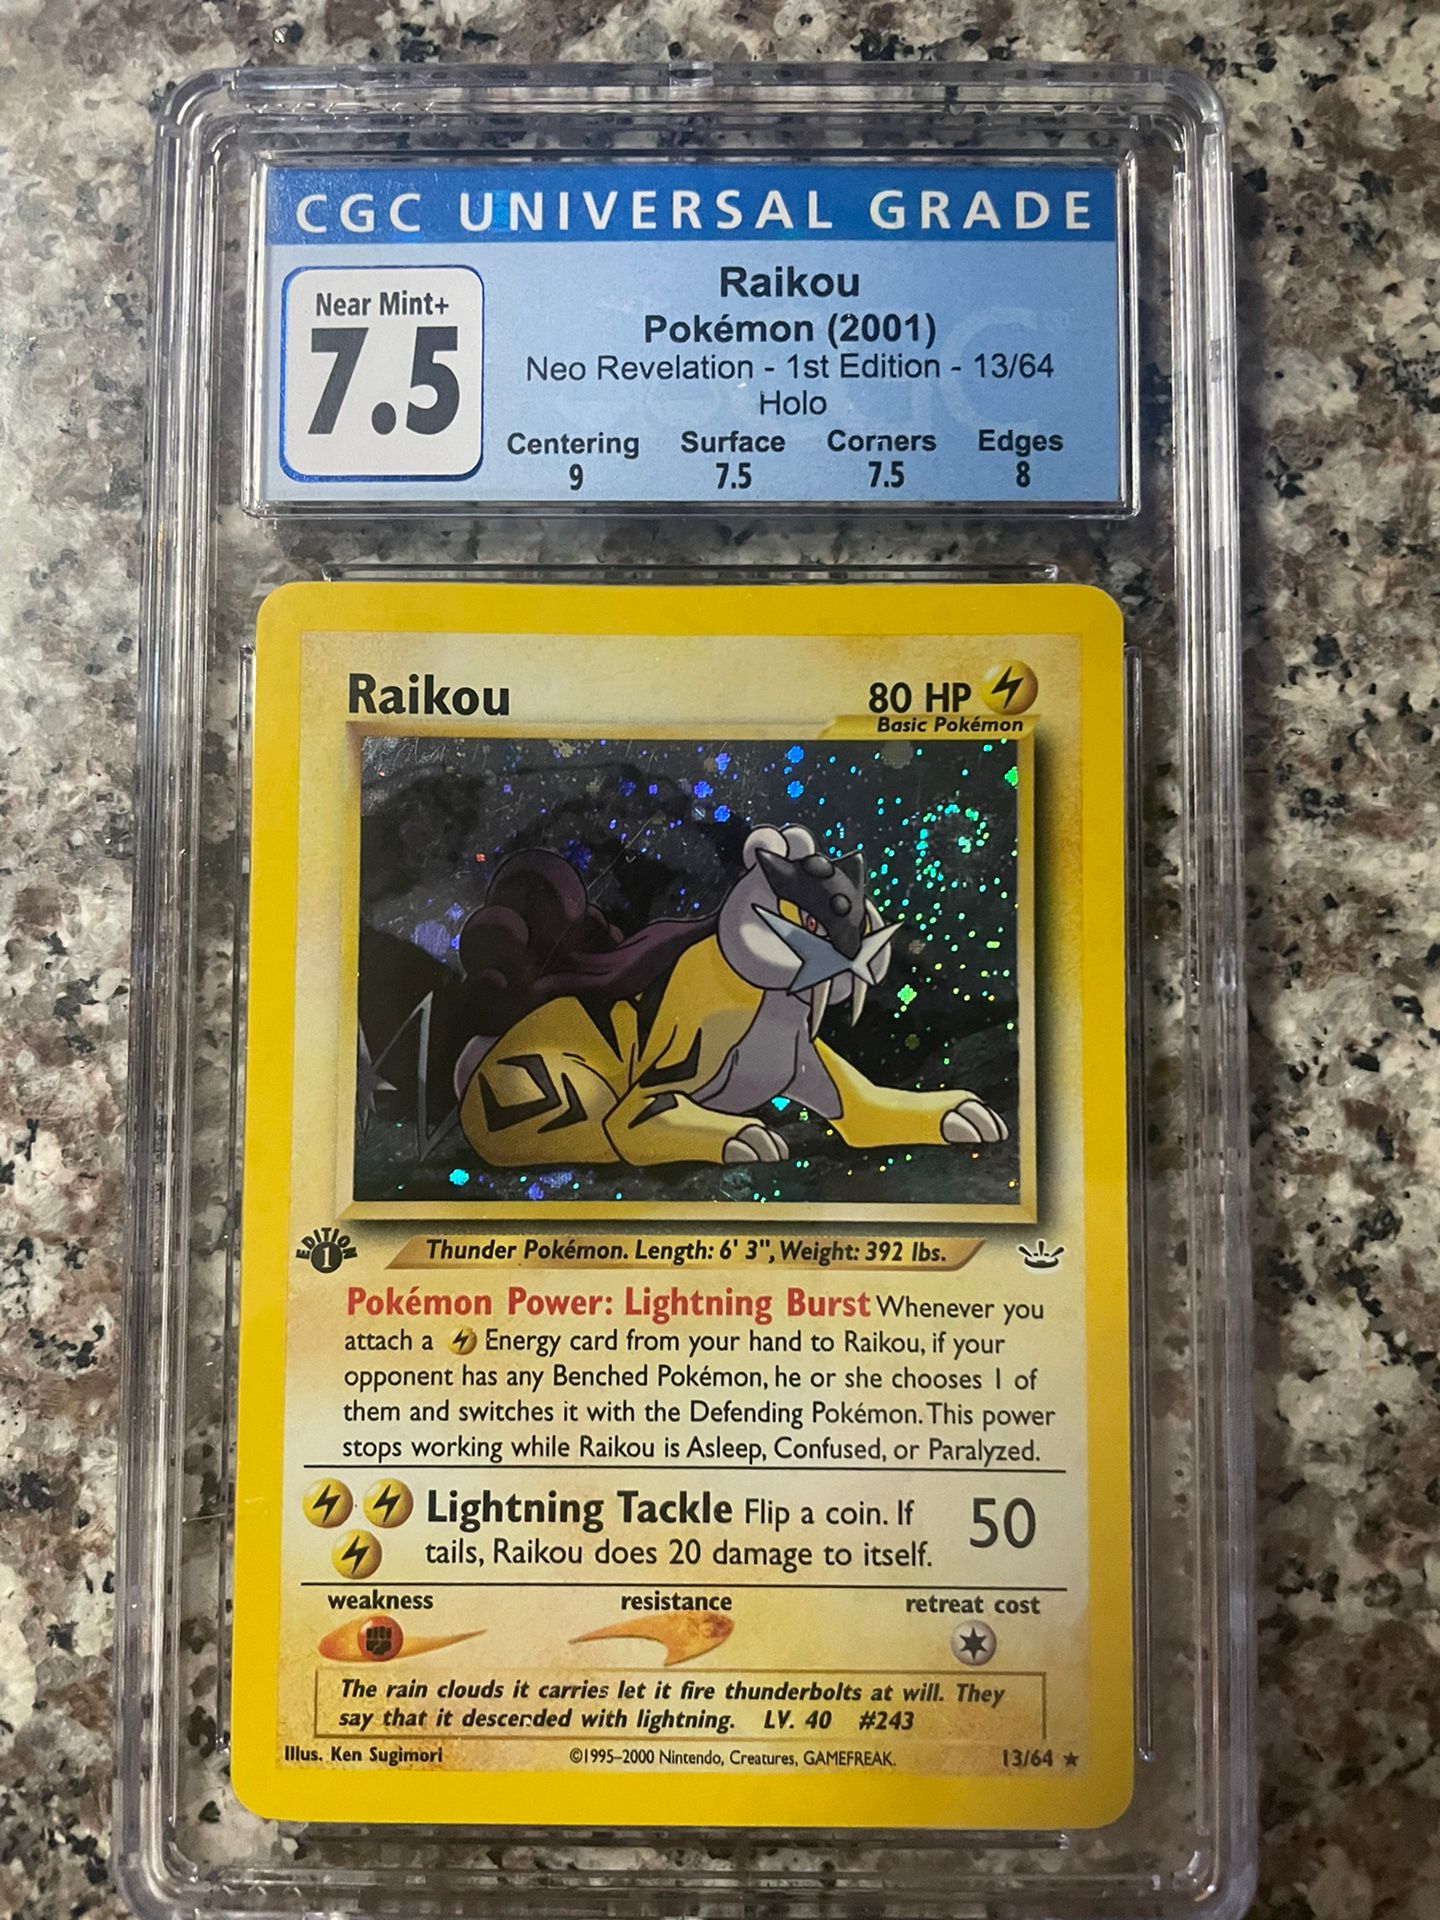 CGC UNIVERSAL GRADE
Near Mint+
7.5
Raikou
Pokémon (2001)
Neo Revelation - 1st Edition - 13/64
Holo
Centering Surface Corners Edges
9 7.5 7.5 8
Raikou 80 HP
Basic Pokémon
EDITION
1
Thunder Pokémon. Length: 6' 3", Weight: 392 lbs.
Pokémon Power: Lightning Burst Whenever you
attach a Energy card from your hand to Raikou, if your
opponent has any Benched Pokémon, he or she chooses 1 of
them and switches it with the Defending Pokémon. This power
stops working while Raikou is Asleep, Confused, or Paralyzed.
Lightning Tackle Flip a coin. If 50
tails, Raikou does 20 damage to itself.
weakness resistance retreat cost
The rain clouds it carries let it fire thunderbolts at will. They
say that it descended with lightning. LV. 40 #243
Illus. Ken Sugimori ©1995–2000 Nintendo, Creatures, GAMEFREAK. 13/64 ★